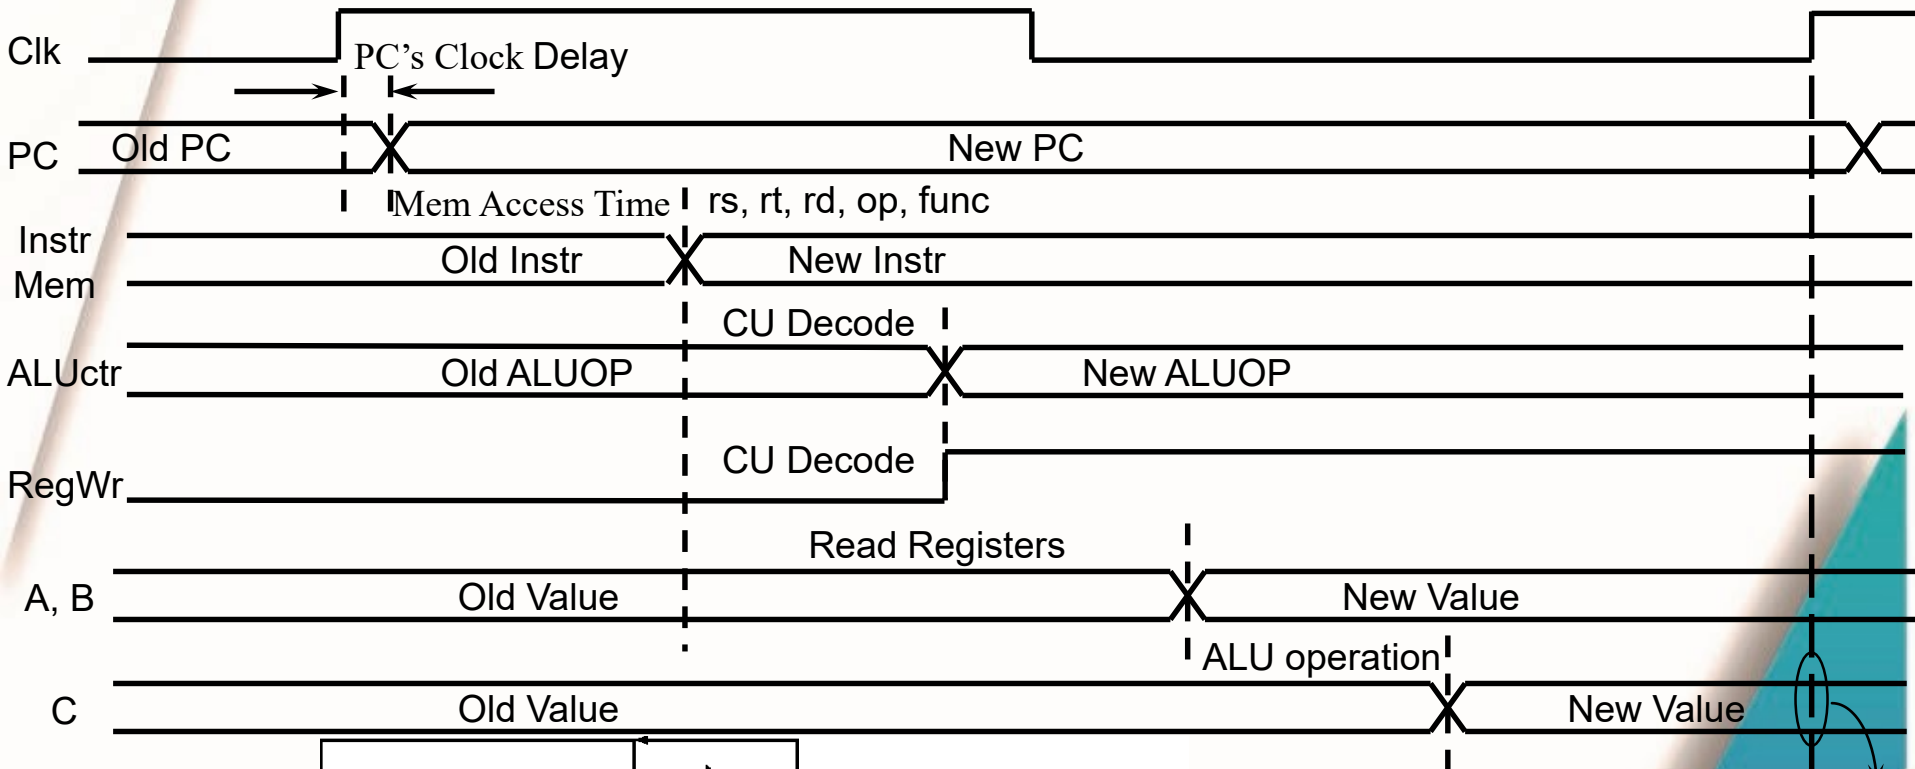 Clk
PC's Clock Delay
PC
Old PC
New PC
Mem Access Time
rs, rt, rd, op, func
Instr
Mem
Old Instr
New Instr
CU Decode
ALUctr
Old ALUOP
New ALUOP
CU Decode
RegWr
Read Registers
A, B
Old Value
New Value
ALU operation
C
Old Value
New Value